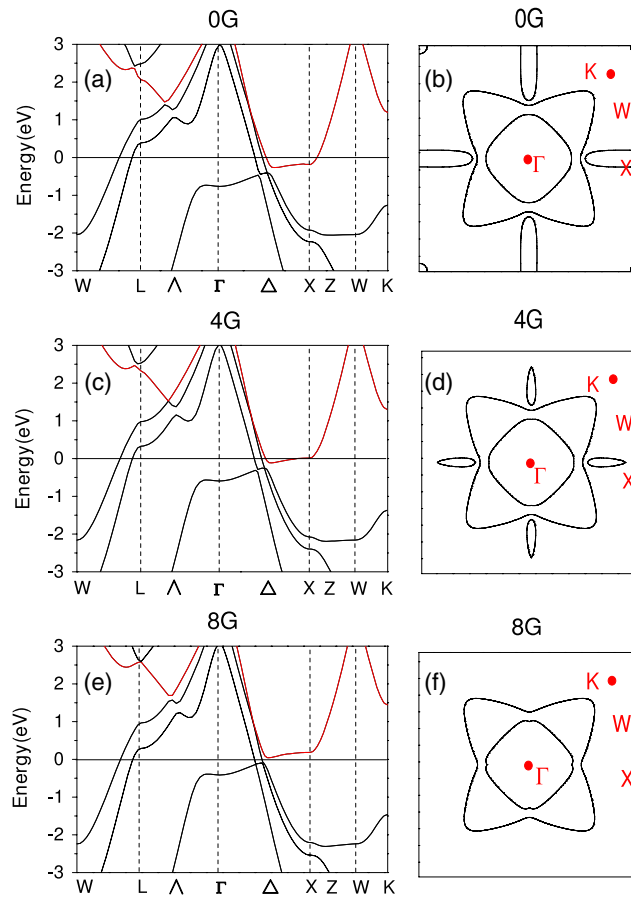 0G
0G
3
2
1
0
-1
-2
-3
Energy(eV)
(a)
W L Λ Γ Δ X Z W K
(b)
K
W
X
Γ
4G
4G
3
2
1
0
-1
-2
-3
Energy(eV)
(c)
W L Λ Γ Δ X Z W K
(d)
K
W
X
Γ
8G
8G
3
2
1
0
-1
-2
-3
Energy(eV)
(e)
W L Λ Γ Δ X Z W K
(f)
K
W
X
Γ